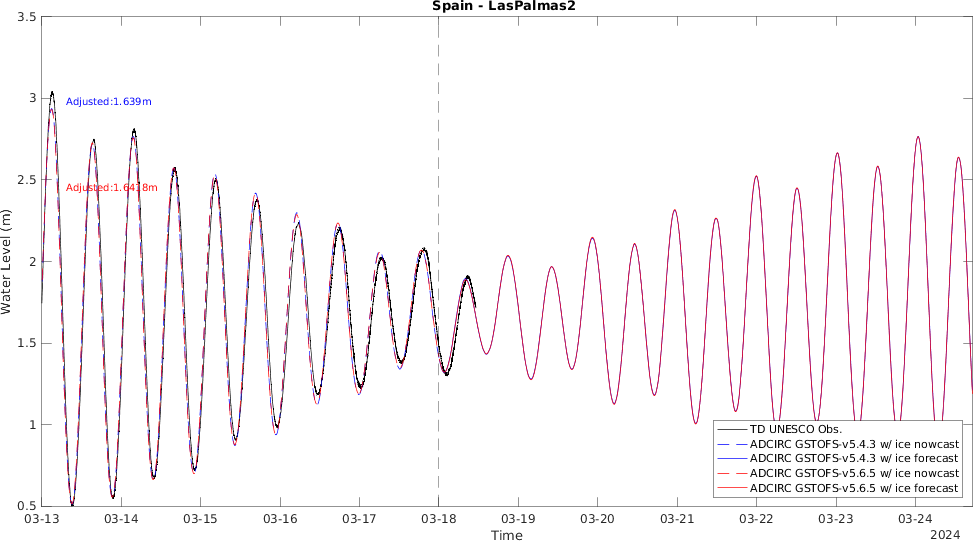 Spain - LasPalmas2
3.5
3
2.5
2
1.5
1
0.5
Water Level (m)
Adjusted:1.639m
Adjusted:1.6418m
TD UNESCO Obs.
ADCIRC GSTOFS-v5.4.3 w/ ice nowcast
ADCIRC GSTOFS-v5.4.3 w/ ice forecast
ADCIRC GSTOFS-v5.6.5 w/ ice nowcast
ADCIRC GSTOFS-v5.6.5 w/ ice forecast
03-13 03-14 03-15 03-16 03-17 03-18 03-19 03-20 03-21 03-22 03-23 03-24
Time
2024